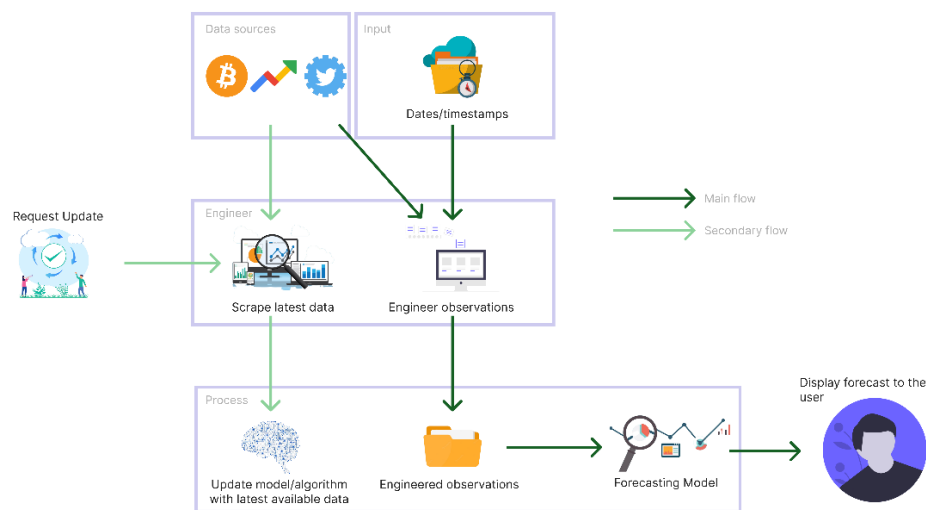 Data sources
Input
Dates/timestamps
Main flow
Secondary flow
Request Update
Engineer
Scrape latest data
Engineer observations
Process
Display forecast to the
user
Update model/algorithm
with latest available data
Engineered observations
Forecasting Model